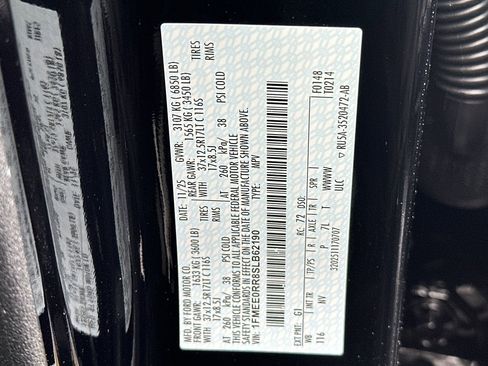 MFD. BY FORD MOTOR CO.
DATE: 11/25 GVWR: 3107 KG ( 6850 LB)
FRONT GAWR: 1633 KG ( 3600 LB) REAR GAWR: 1565 KG ( 3450 LB)
37x12.5R17LT C 116S TIRES WITH 37x12.5R17LT C 116S TIRES
17x8.5J RIMS 17x8.5J RIMS
AT 260 kPa/ 38 PSI COLD AT 260 kPa/ 38 PSI COLD
THIS VEHICLE CONFORMS TO ALL APPLICABLE FEDERAL MOTOR VEHICLE
SAFETY STANDARDS IN EFFECT ON THE DATE OF MANUFACTURE SHOWN ABOVE.
VIN: 1FMEE0RR8SLB62190 TYPE: MPV
EXT PNT: G1 RC: 72 DSO: F0148
WB INT TR TP/PS R AXLE TR SPR T0214
116 NV P 7L T WWWW
32025117170707 ULC ▽ RU5A-3520472-AB